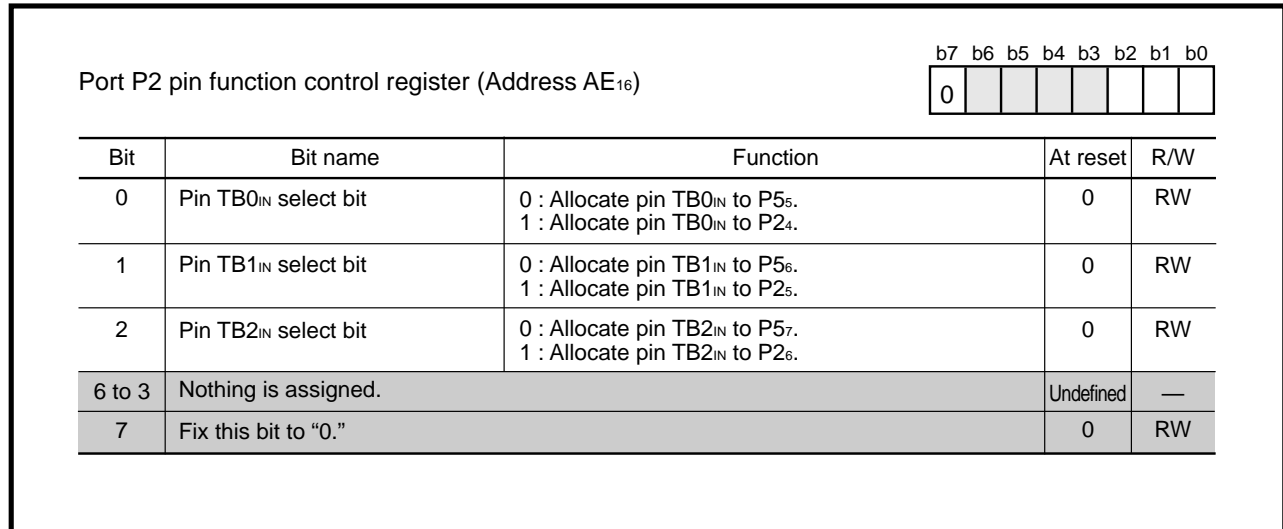 b7 b6 b5 b4 b3 b2 b1 b0
Port P2 pin function control register (Address AE₁₆)
0
Bit Bit name Function At reset R/W
0 Pin TB0IN select bit 0 : Allocate pin TB0IN to P5₅. 0 RW
1 : Allocate pin TB0IN to P2₄.
1 Pin TB1IN select bit 0 : Allocate pin TB1IN to P5₆. 0 RW
1 : Allocate pin TB1IN to P2₅.
2 Pin TB2IN select bit 0 : Allocate pin TB2IN to P5₇. 0 RW
1 : Allocate pin TB2IN to P2₆.
6 to 3 Nothing is assigned. Undefined —
7 Fix this bit to “0.” 0 RW